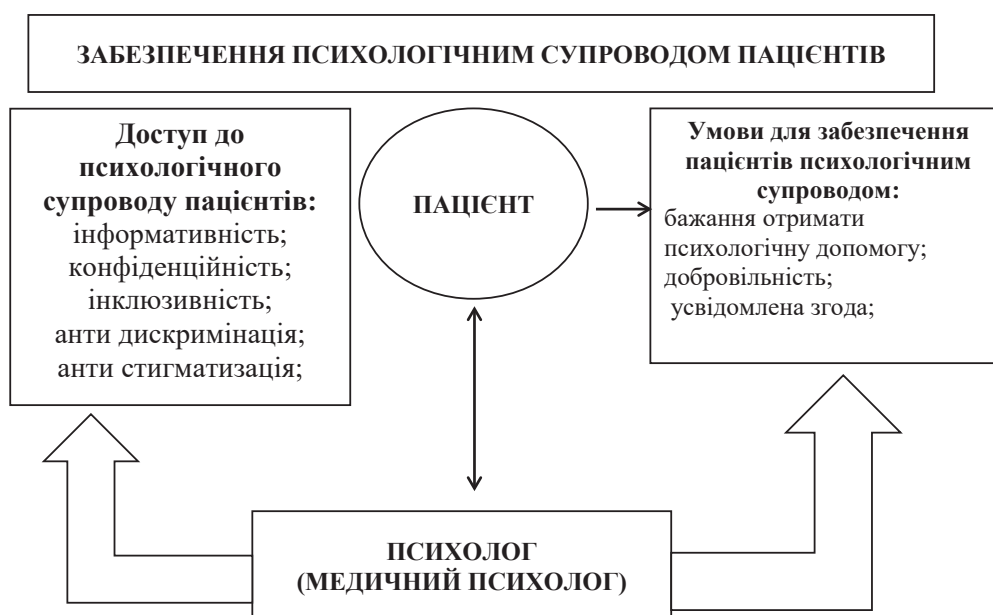 ЗАБЕЗПЕЧЕННЯ ПСИХОЛОГІЧНИМ СУПРОВОДОМ ПАЦІЄНТІВ
Доступ до
психологічного
супроводу пацієнтів:
інформативність;
конфіденційність;
інклюзивність;
анти дискримінація;
анти стигматизація;
ПАЦІЄНТ
Умови для забезпечення
пацієнтів психологічним
супроводом:
бажання отримати
психологічну допомогу;
добровільність;
усвідомлена згода;
ПСИХОЛОГ
(МЕДИЧНИЙ ПСИХОЛОГ)